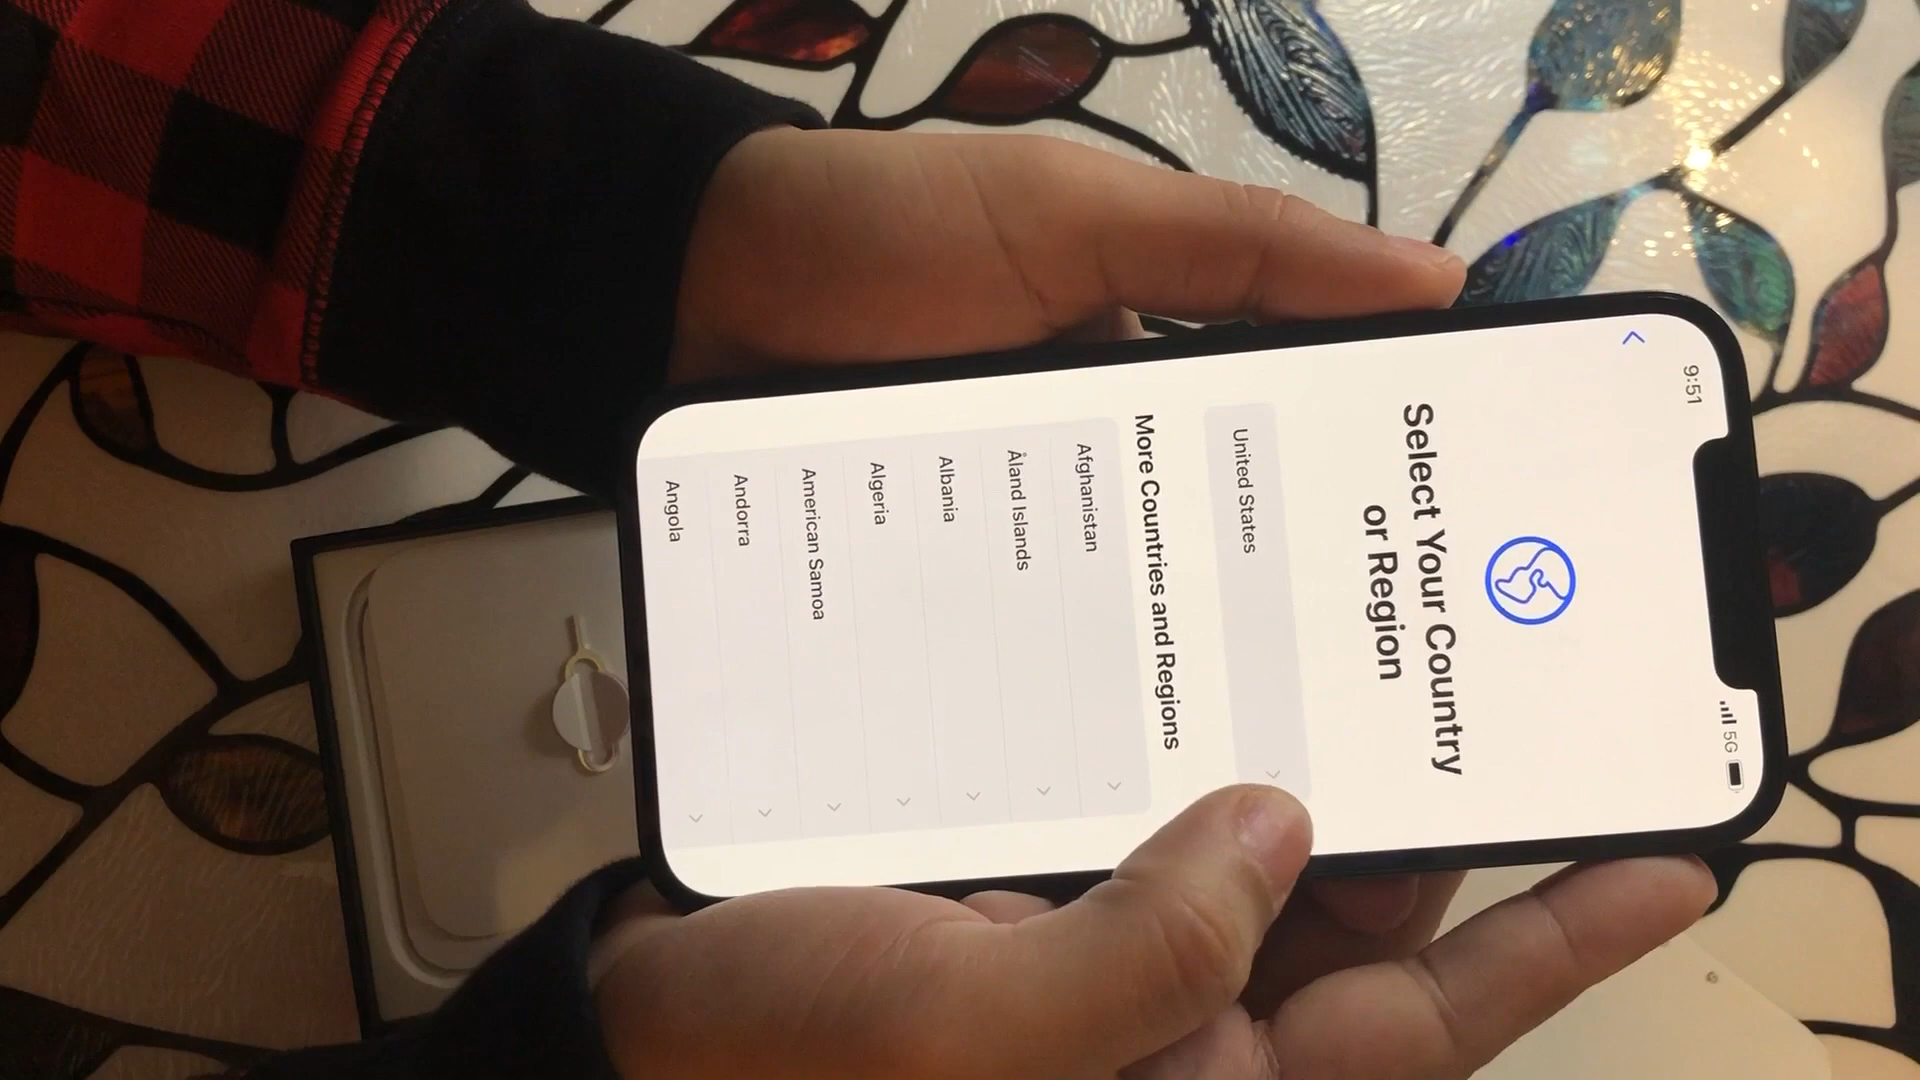 9:51
5G
Select Your Country
or Region
United States
More Countries and Regions
Afghanistan
Åland Islands
Albania
Algeria
American Samoa
Andorra
Angola